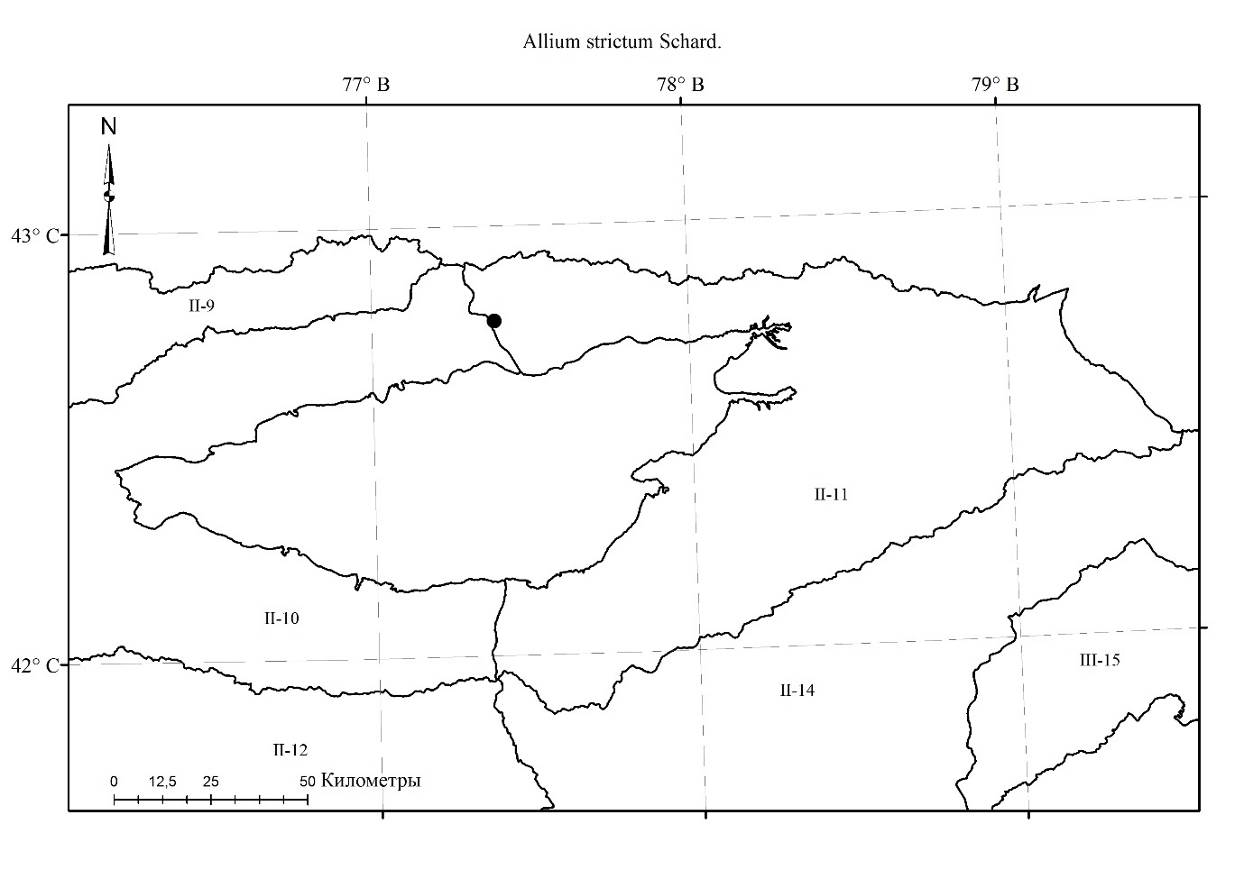 Allium strictum Schard.
77° В 78° В 79° В
N
43° С
II-9
II-11
II-10
42° С
III-15
II-14
II-12
0 12,5 25 50 Километры